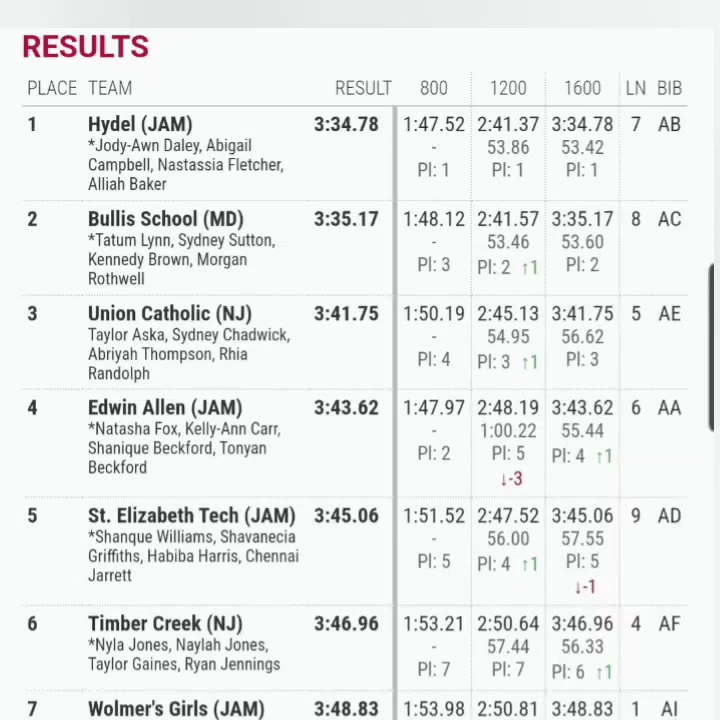 RESULTS
PLACE TEAM RESULT 800 1200 1600 LN BIB
1 Hydel (JAM) 3:34.78 1:47.52 2:41.37 3:34.78 7 AB
*Jody-Awn Daley, Abigail - 53.86 53.42
Campbell, Nastassia Fletcher, Pl: 1 Pl: 1 Pl: 1
Alliah Baker
2 Bullis School (MD) 3:35.17 1:48.12 2:41.57 3:35.17 8 AC
*Tatum Lynn, Sydney Sutton, - 53.46 53.60
Kennedy Brown, Morgan Pl: 3 Pl: 2 ↑1 Pl: 2
Rothwell
3 Union Catholic (NJ) 3:41.75 1:50.19 2:45.13 3:41.75 5 AE
Taylor Aska, Sydney Chadwick, - 54.95 56.62
Abriyah Thompson, Rhia Pl: 4 Pl: 3 ↑1 Pl: 3
Randolph
4 Edwin Allen (JAM) 3:43.62 1:47.97 2:48.19 3:43.62 6 AA
*Natasha Fox, Kelly-Ann Carr, - 1:00.22 55.44
Shanique Beckford, Tonyan Pl: 2 Pl: 5 Pl: 4 ↑1
Beckford ↓-3
5 St. Elizabeth Tech (JAM) 3:45.06 1:51.52 2:47.52 3:45.06 9 AD
*Shanque Williams, Shavanecia - 56.00 57.55
Griffiths, Habiba Harris, Chennai Pl: 5 Pl: 4 ↑1 Pl: 5
Jarrett ↓-1
6 Timber Creek (NJ) 3:46.96 1:53.21 2:50.64 3:46.96 4 AF
*Nyla Jones, Naylah Jones, - 57.44 56.33
Taylor Gaines, Ryan Jennings Pl: 7 Pl: 7 Pl: 6 ↑1
7 Wolmer's Girls (JAM) 3:48.83 1:53.98 2:50.81 3:48.83 1 AI